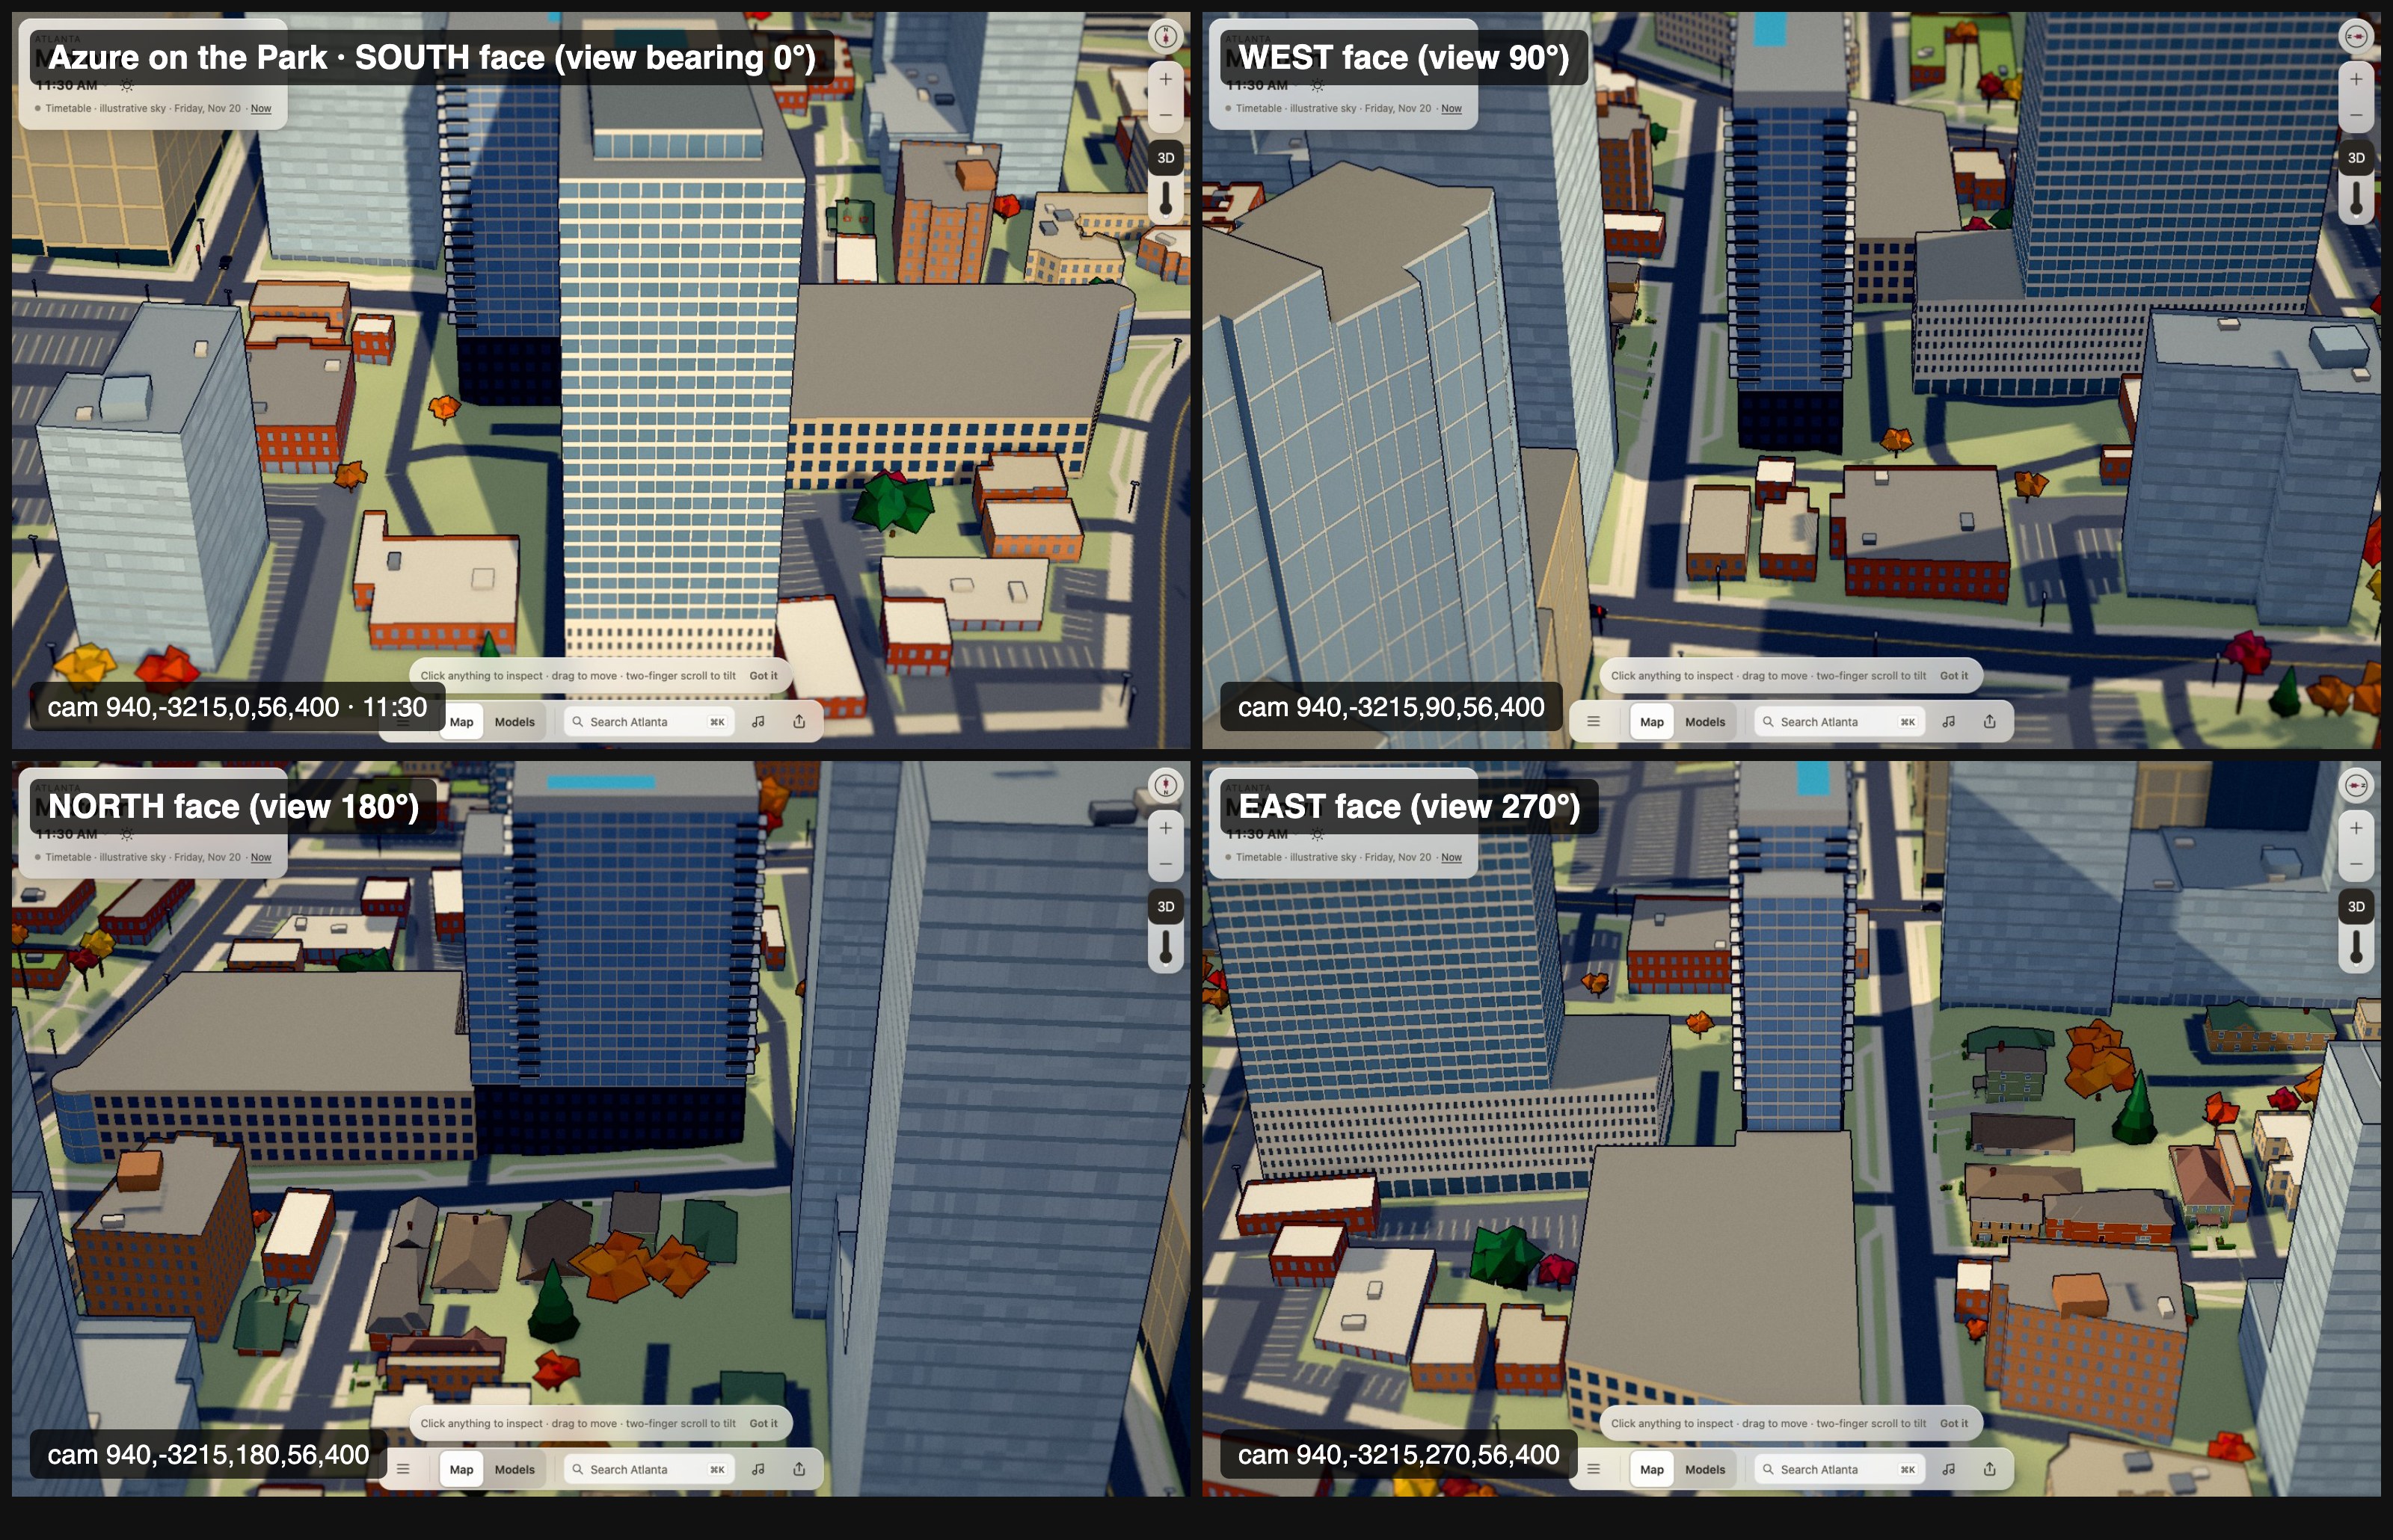 ATLANTA
Azure on the Park · SOUTH face (view bearing 0°)
11:30 AM
Timetable · illustrative sky · Friday, Nov 20 · Now
N
+
−
3D
Click anything to inspect · drag to move · two-finger scroll to tilt Got it
cam 940,-3215,0,56,400 · 11:30
Map Models Search Atlanta ⌘K
WEST face (view 90°)
11:30 AM
Timetable · illustrative sky · Friday, Nov 20 · Now
N
+
−
3D
Click anything to inspect · drag to move · two-finger scroll to tilt Got it
cam 940,-3215,90,56,400
Map Models Search Atlanta ⌘K
ATLANTA
NORTH face (view 180°)
11:30 AM
Timetable · illustrative sky · Friday, Nov 20 · Now
N
+
−
3D
Click anything to inspect · drag to move · two-finger scroll to tilt Got it
cam 940,-3215,180,56,400
Map Models Search Atlanta ⌘K
ATLANTA
EAST face (view 270°)
11:30 AM
Timetable · illustrative sky · Friday, Nov 20 · Now
N
+
−
3D
Click anything to inspect · drag to move · two-finger scroll to tilt Got it
cam 940,-3215,270,56,400
Map Models Search Atlanta ⌘K